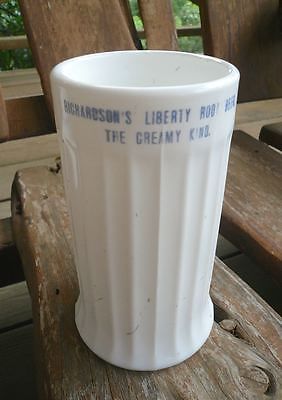 RICHARDSON'S LIBERTY ROOT BEER
THE CREAMY KIND.